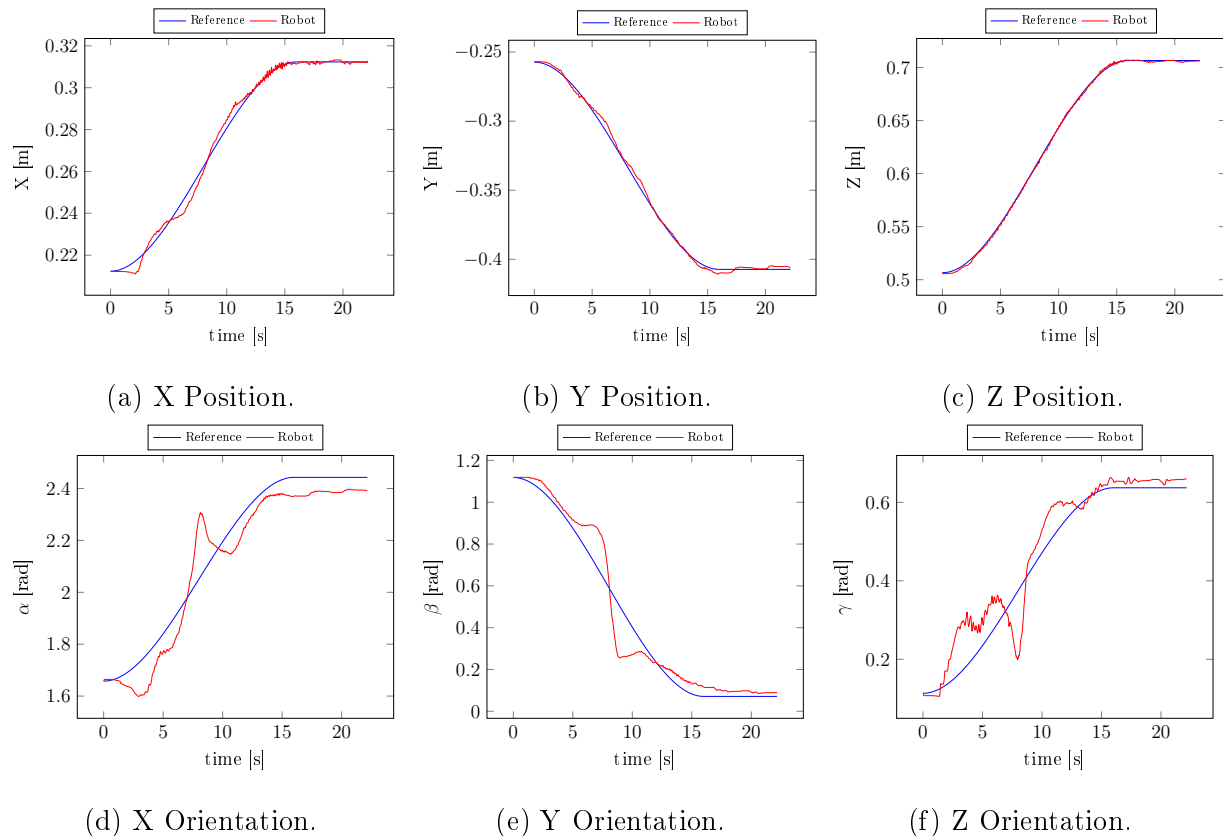 Reference Robot
0.32
0.3
0.28
0.26
0.24
0.22
X [m]
0 5 10 15 20
time [s]
(a) X Position.
Reference Robot
−0.25
−0.3
−0.35
−0.4
Y [m]
0 5 10 15 20
time [s]
(b) Y Position.
Reference Robot
0.7
0.65
0.6
0.55
0.5
Z [m]
0 5 10 15 20
time [s]
(c) Z Position.
Reference Robot
2.4
2.2
2
1.8
1.6
α [rad]
0 5 10 15 20
time [s]
(d) X Orientation.
Reference Robot
1.2
1
0.8
0.6
0.4
0.2
0
β [rad]
0 5 10 15 20
time [s]
(e) Y Orientation.
Reference Robot
0.6
0.4
0.2
γ [rad]
0 5 10 15 20
time [s]
(f) Z Orientation.